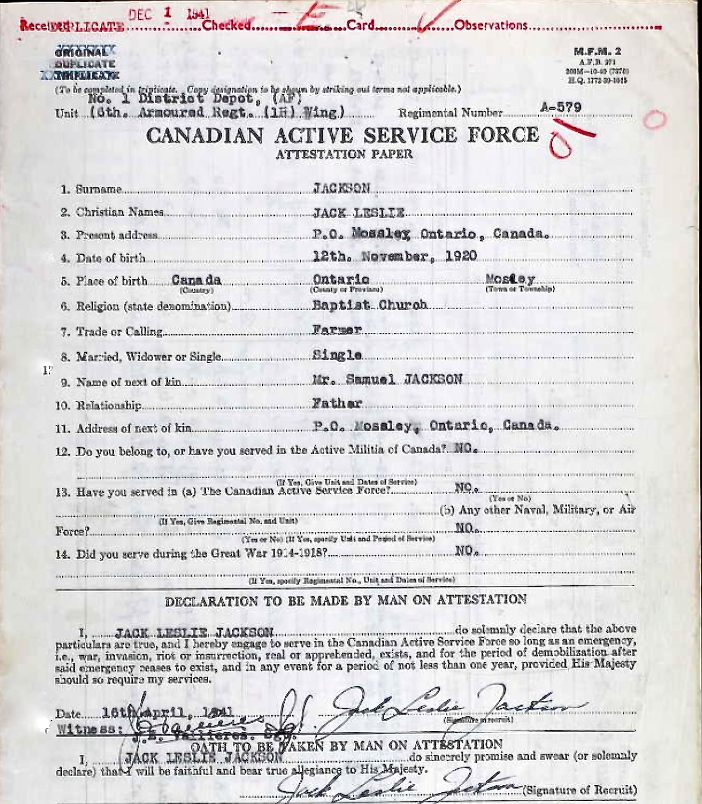 DEC 1 1941
Received DUPLICATE Checked Card Observations
ORIGINAL
DUPLICATE
TRIPLICATE
M.F.M. 2
A.F.B. 271
H.Q. 1772-39-1615
(To be completed in triplicate. Copy designation to be shown by striking out terms not applicable.)
No. 1 District Depot, (AF)
Unit (6th. Armoured Regt. (1H) Wing) Regimental Number A-579
CANADIAN ACTIVE SERVICE FORCE
ATTESTATION PAPER
1. Surname JACKSON
2. Christian Names JACK LESLIE
3. Present address P.O. Mossley Ontario, Canada.
4. Date of birth 12th. November, 1920
5. Place of birth Canada Ontario Mosley
(Country) (County or Province) (Town or Township)
6. Religion (state denomination) Baptist Church
7. Trade or Calling Farmer
8. Married, Widower or Single Single
9. Name of next of kin Mr. Samuel JACKSON
10. Relationship Father
11. Address of next of kin P.O. Mossley, Ontario, Canada.
12. Do you belong to, or have you served in the Active Militia of Canada? NO.
(If Yes, Give Unit and Dates of Service)
13. Have you served in (a) The Canadian Active Service Force? NO.
(Yes or No)
(b) Any other Naval, Military, or Air
(If Yes, Give Regimental No. and Unit)
Force? NO.
(Yes or No) (If Yes, specify Unit and Period of Service)
14. Did you serve during the Great War 1914-1918? NO.
(If Yes, specify Regimental No., Unit and Dates of Service)
DECLARATION TO BE MADE BY MAN ON ATTESTATION
I, JACK LESLIE JACKSON do solemnly declare that the above
particulars are true, and I hereby engage to serve in the Canadian Active Service Force so long as an emergency,
i.e., war, invasion, riot or insurrection, real or apprehended, exists, and for the period of demobilization after
said emergency ceases to exist, and in any event for a period of not less than one year, provided His Majesty
should so require my services.
Date 16th April, 1941 Jack Leslie Jackson
(Signature of recruit)
Witness:
OATH TO BE TAKEN BY MAN ON ATTESTATION
I, JACK LESLIE JACKSON do sincerely promise and swear (or solemnly
declare) that I will be faithful and bear true allegiance to His Majesty.
Jack Leslie Jackson (Signature of Recruit)